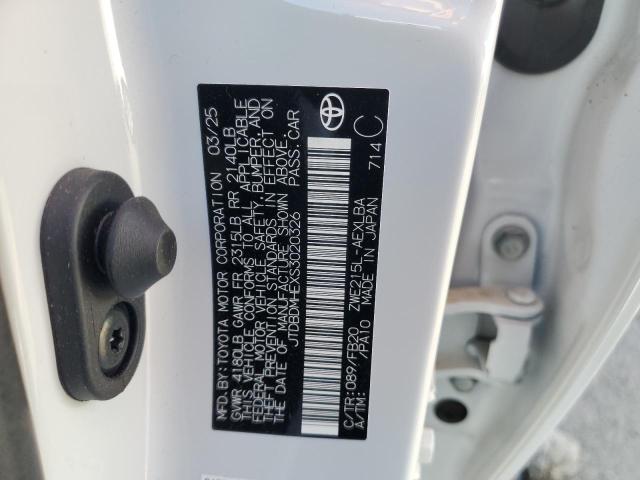 MFD.BY:TOYOTA MOTOR CORPORATION 03/25
GVWR 4180LB GAWR FR 2315LB RR 2140LB
THIS VEHICLE CONFORMS TO ALL APPLICABLE
FEDERAL MOTOR VEHICLE SAFETY, BUMPER, AND
THEFT PREVENTION STANDARDS IN EFFECT ON
THE DATE OF MANUFACTURE SHOWN ABOVE.
JTDBDMHEXS3020326 PASS.CAR
C/TR:089/FD20 ZWE215L-AEXLBA
A/TM: /PA10 MADE IN JAPAN
714 C